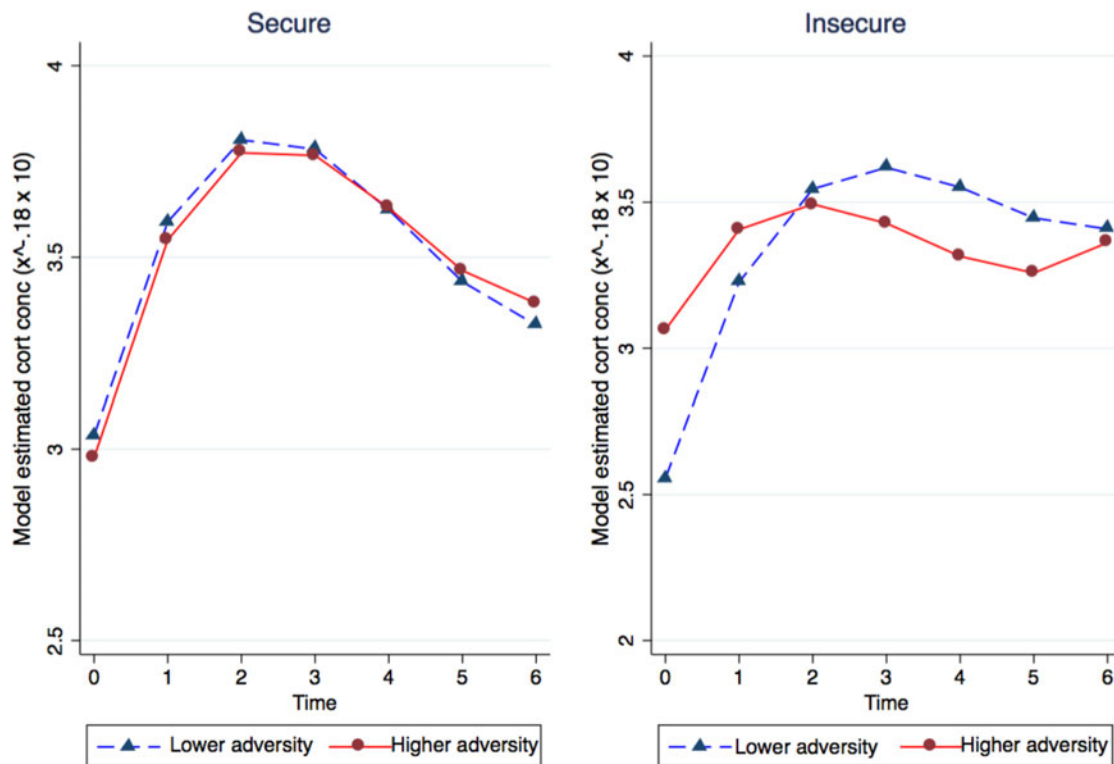 Secure
Model estimated cort conc (x^-.18 x 10)
4
3.5
3
2.5
0 1 2 3 4 5 6
Time
Lower adversity Higher adversity
Insecure
Model estimated cort conc (x^-.18 x 10)
4
3.5
3
2.5
2
0 1 2 3 4 5 6
Time
Lower adversity Higher adversity